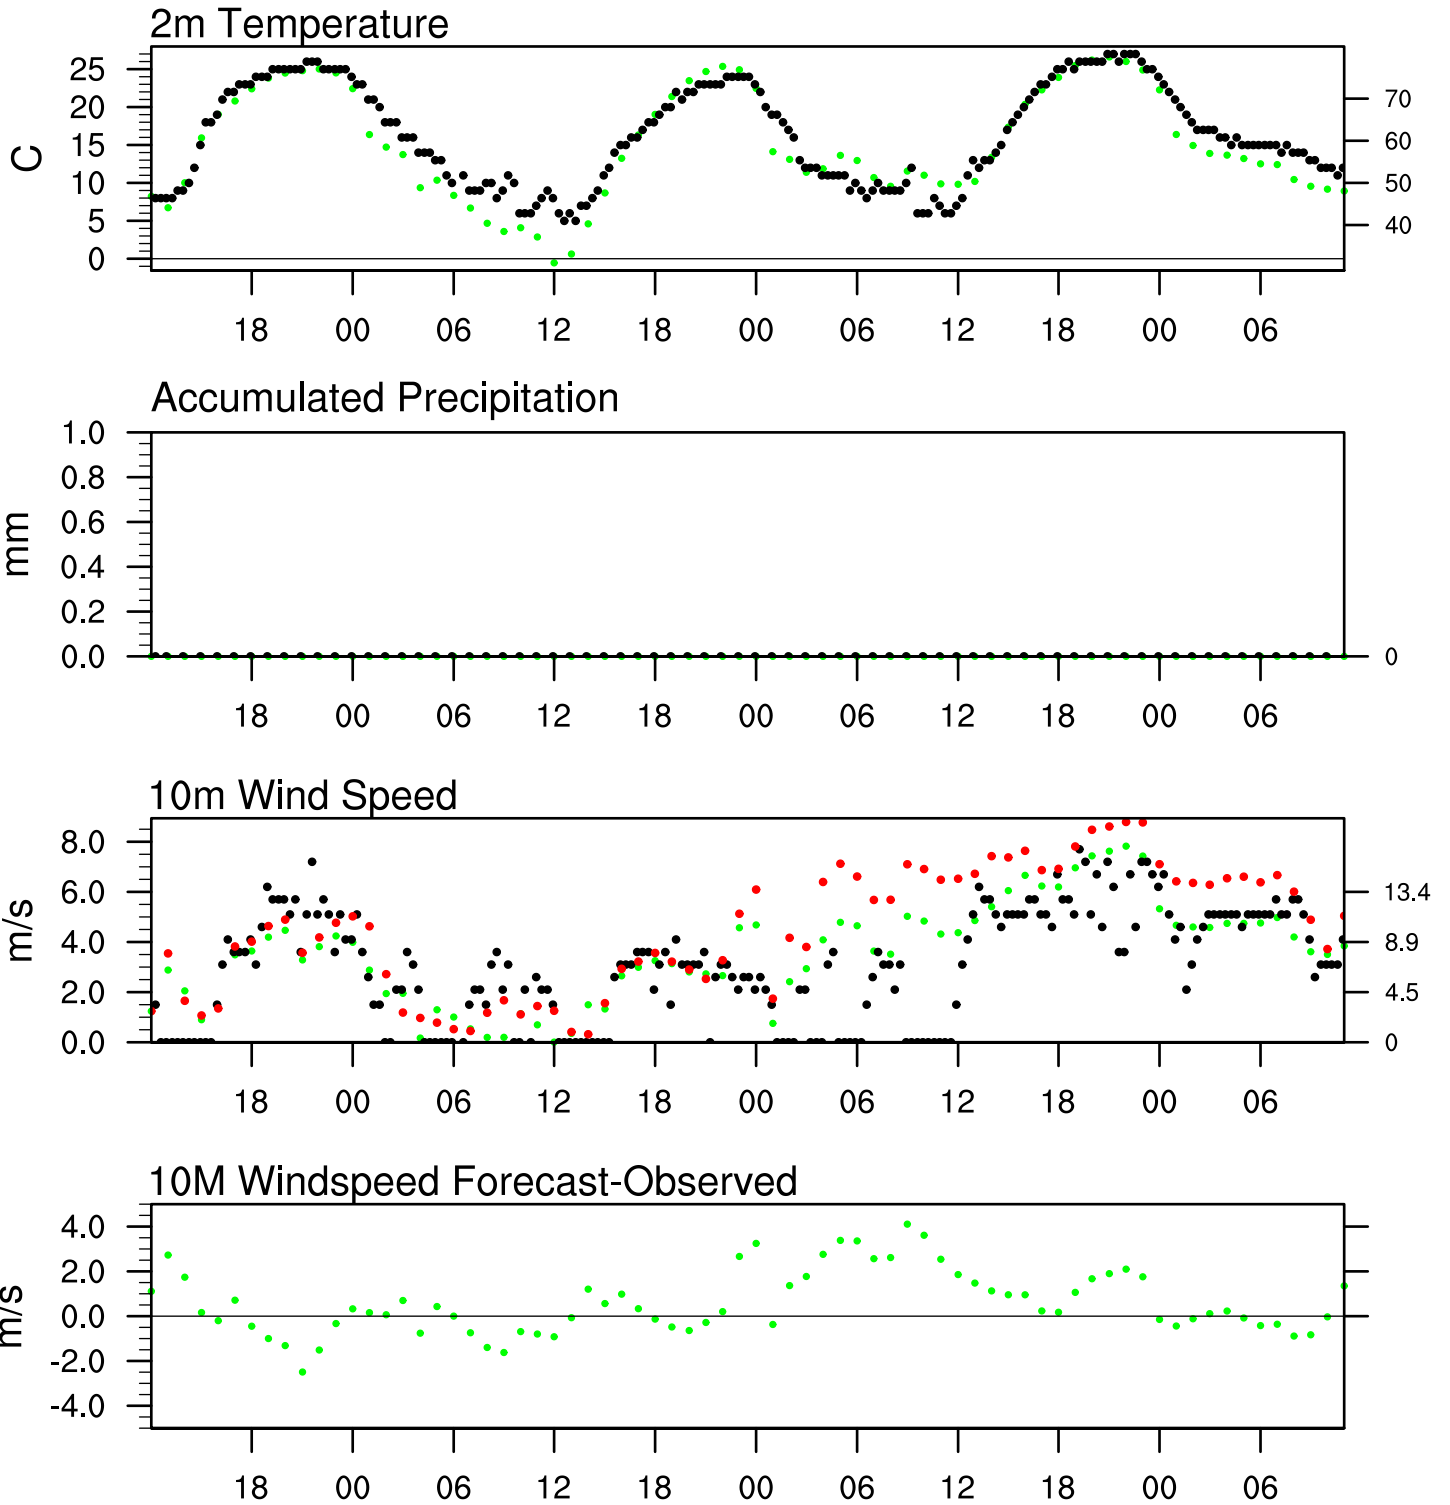 2m Temperature
C
25
20
15
10
5
0
70
60
50
40
18 00 06 12 18 00 06 12 18 00 06
Accumulated Precipitation
mm
1.0
0.8
0.6
0.4
0.2
0.0
0
18 00 06 12 18 00 06 12 18 00 06
10m Wind Speed
m/s
8.0
6.0
4.0
2.0
0.0
13.4
8.9
4.5
0
18 00 06 12 18 00 06 12 18 00 06
10M Windspeed Forecast-Observed
m/s
4.0
2.0
0.0
-2.0
-4.0
18 00 06 12 18 00 06 12 18 00 06